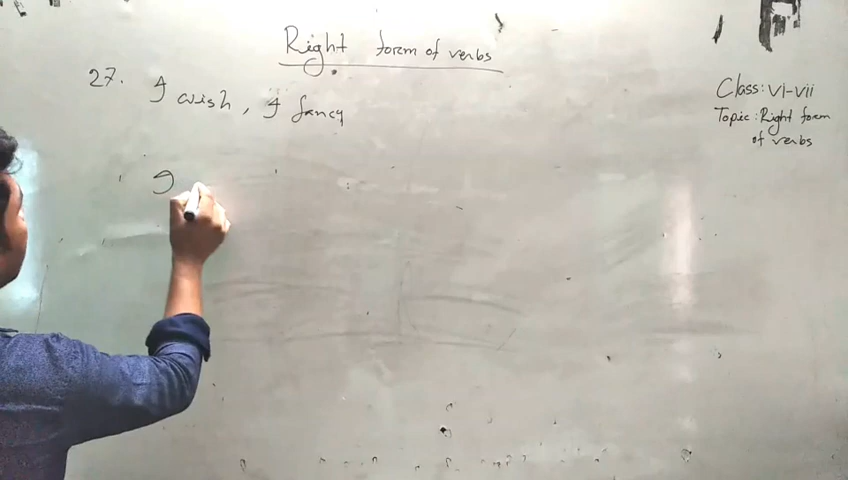 Right form of verbs
27. I wish, I fancy
I
Class: VI-VII
Topic: Right form
of verbs